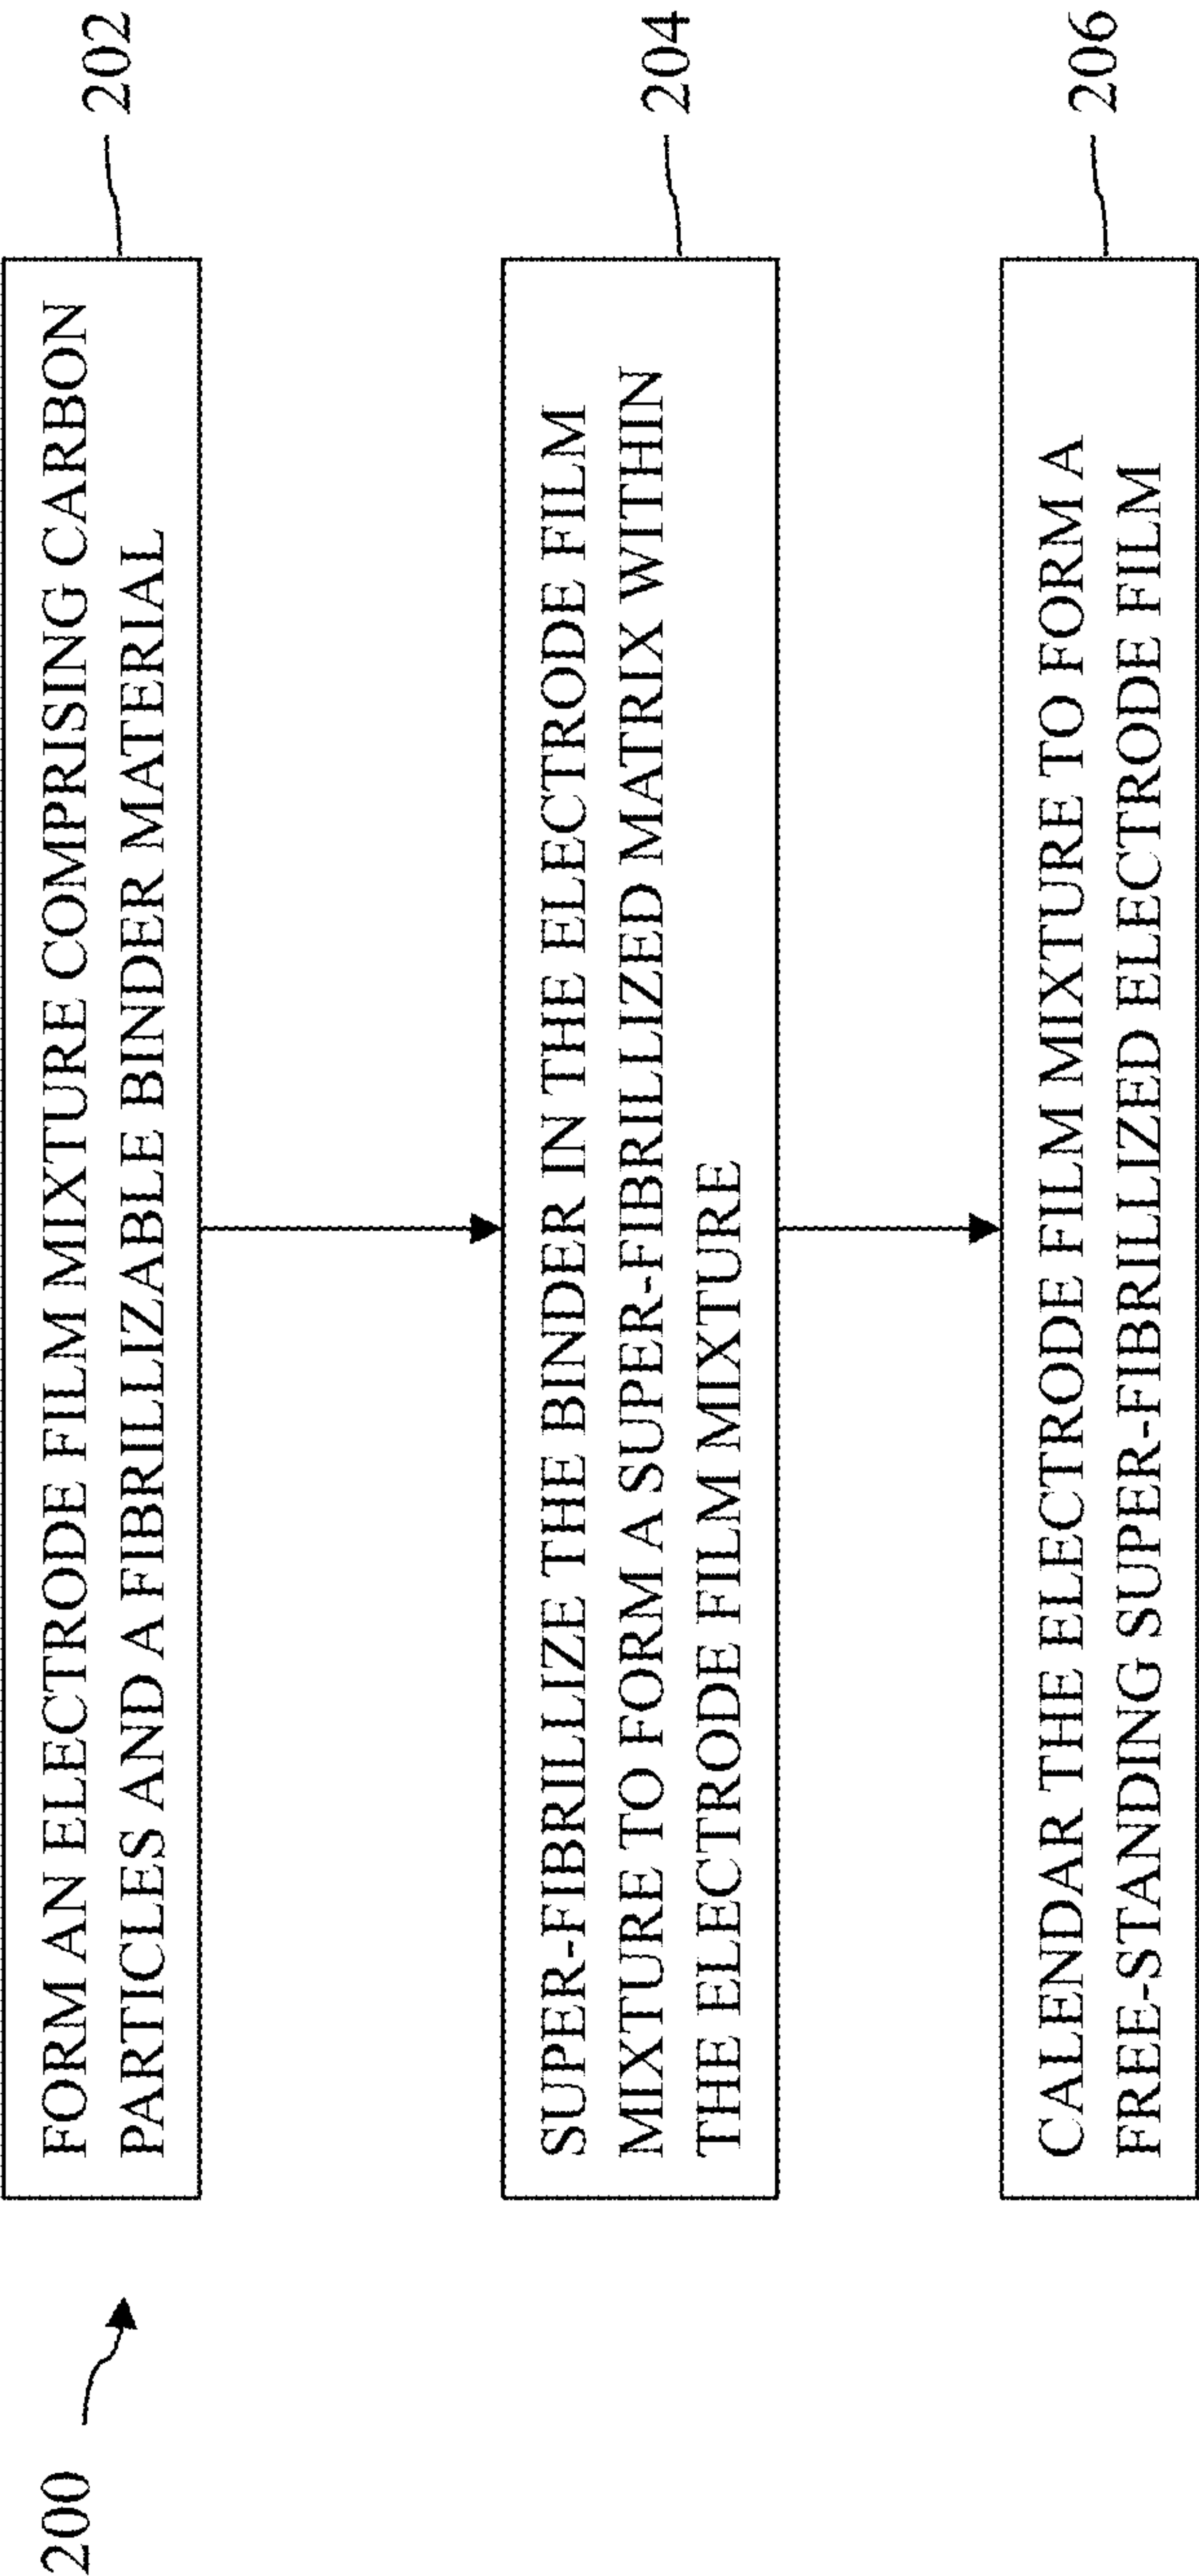 200
FORM AN ELECTRODE FILM MIXTURE COMPRISING CARBON
PARTICLES AND A FIBRILLIZABLE BINDER MATERIAL
202
SUPER-FIBRILLIZE THE BINDER IN THE ELECTRODE FILM
MIXTURE TO FORM A SUPER-FIBRILLIZED MATRIX WITHIN
THE ELECTRODE FILM MIXTURE
204
CALENDAR THE ELECTRODE FILM MIXTURE TO FORM A
FREE-STANDING SUPER-FIBRILLIZED ELECTRODE FILM
206